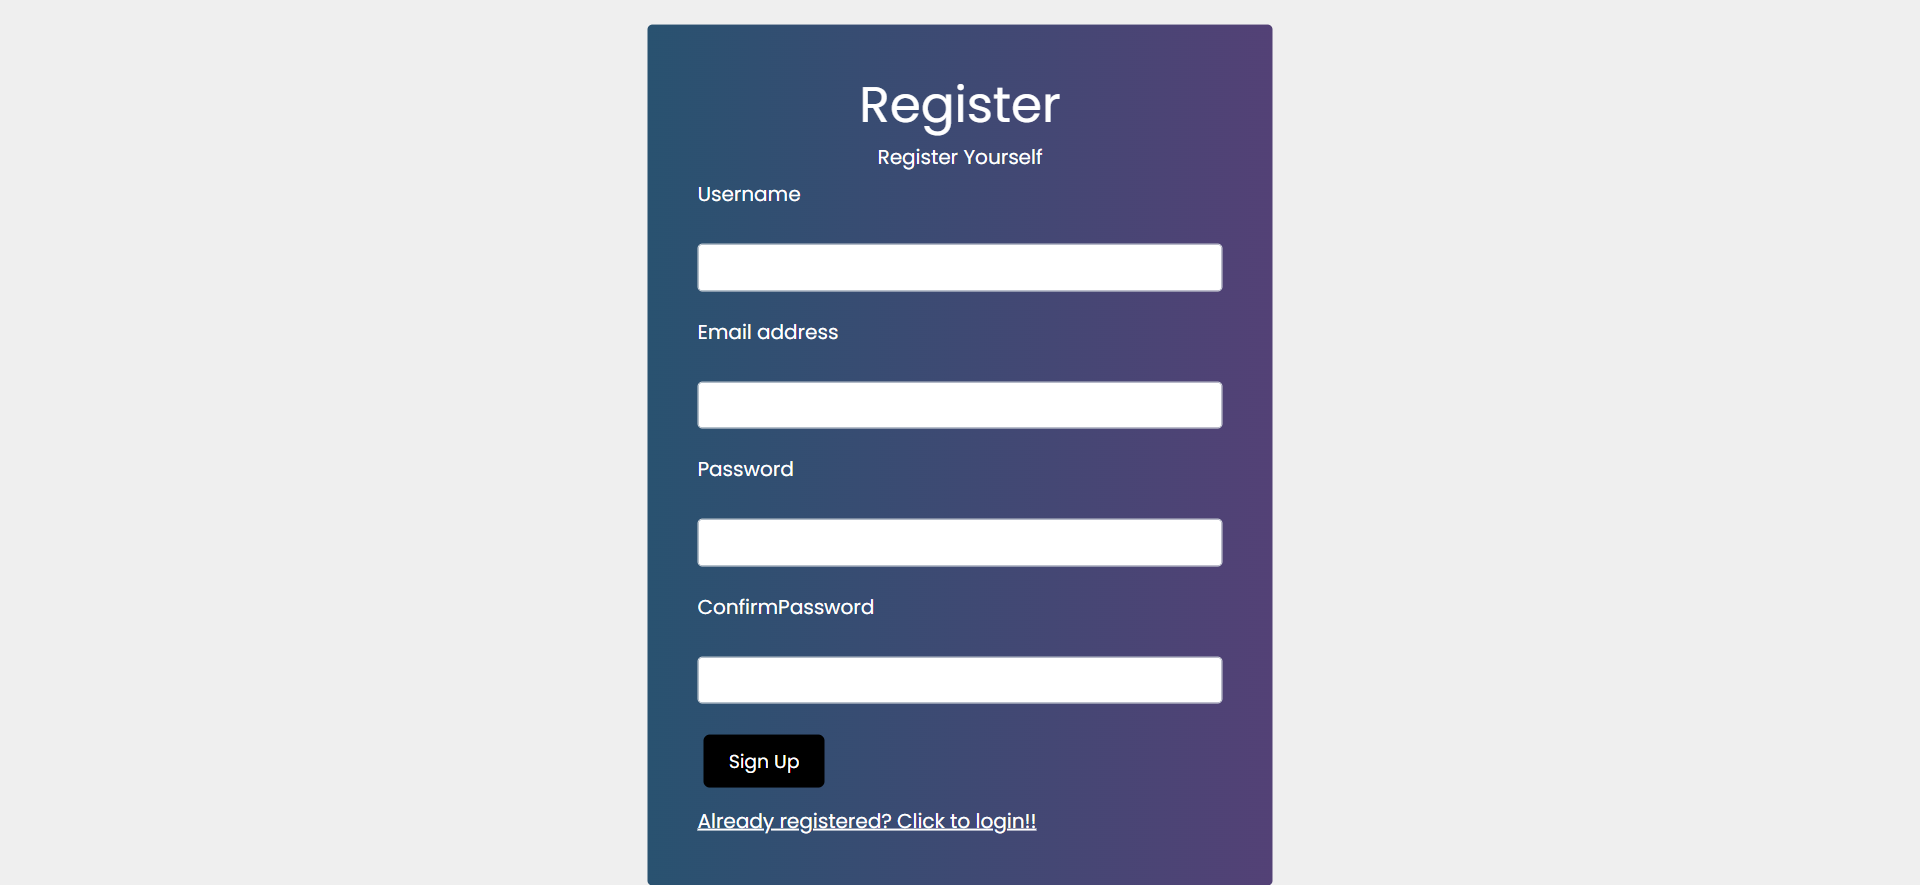 Register
Register Yourself
Username
Email address
Password
ConfirmPassword
Sign Up
Already registered? Click to login!!